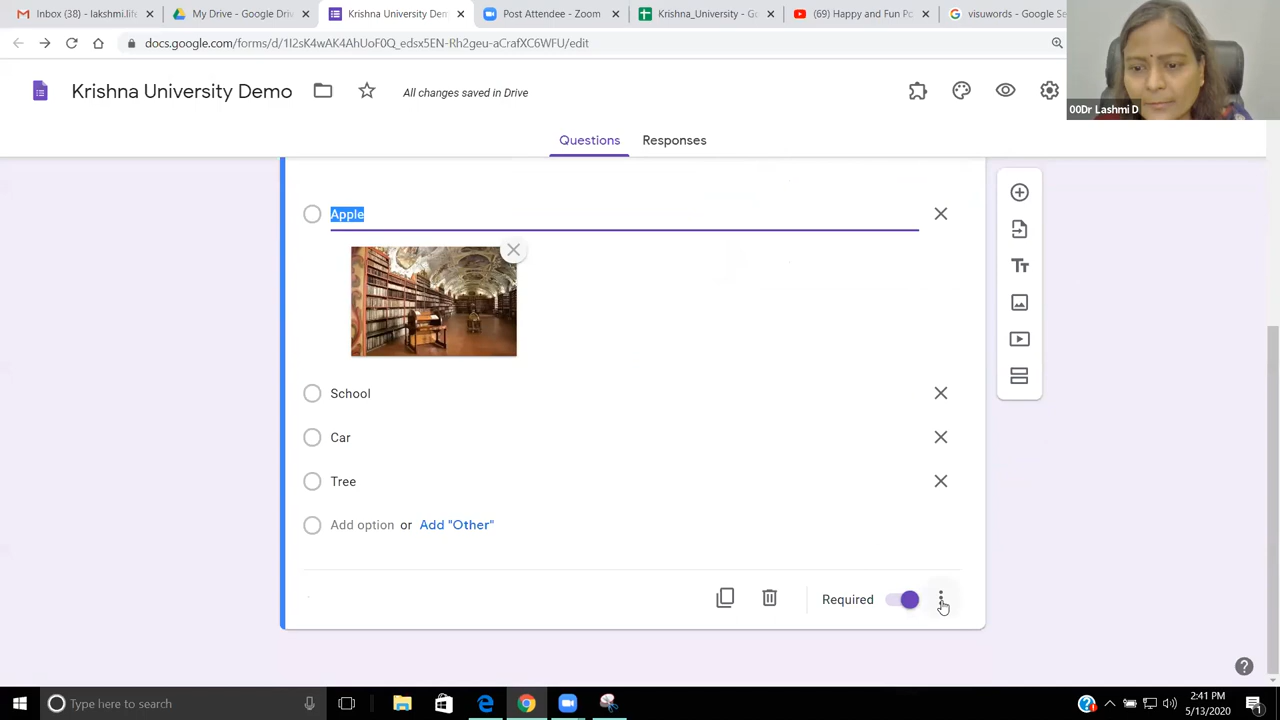 Inbox (38) - lakshmi.life
My Drive - Google Drive
Krishna University Demo
Post Attendee - Zoom
Krishna_University - Go
(69) Happy and Fun Po
visuwords - Google Se
docs.google.com/forms/d/1I2sK4wAK4AhUoF0Q_edsx5EN-Rh2geu-aCrafXC6WFU/edit
Krishna University Demo
All changes saved in Drive
00Dr Lashmi D
Questions
Responses
Apple
School
Car
Tree
Add option or Add "Other"
Required
Type here to search
2:41 PM
5/13/2020